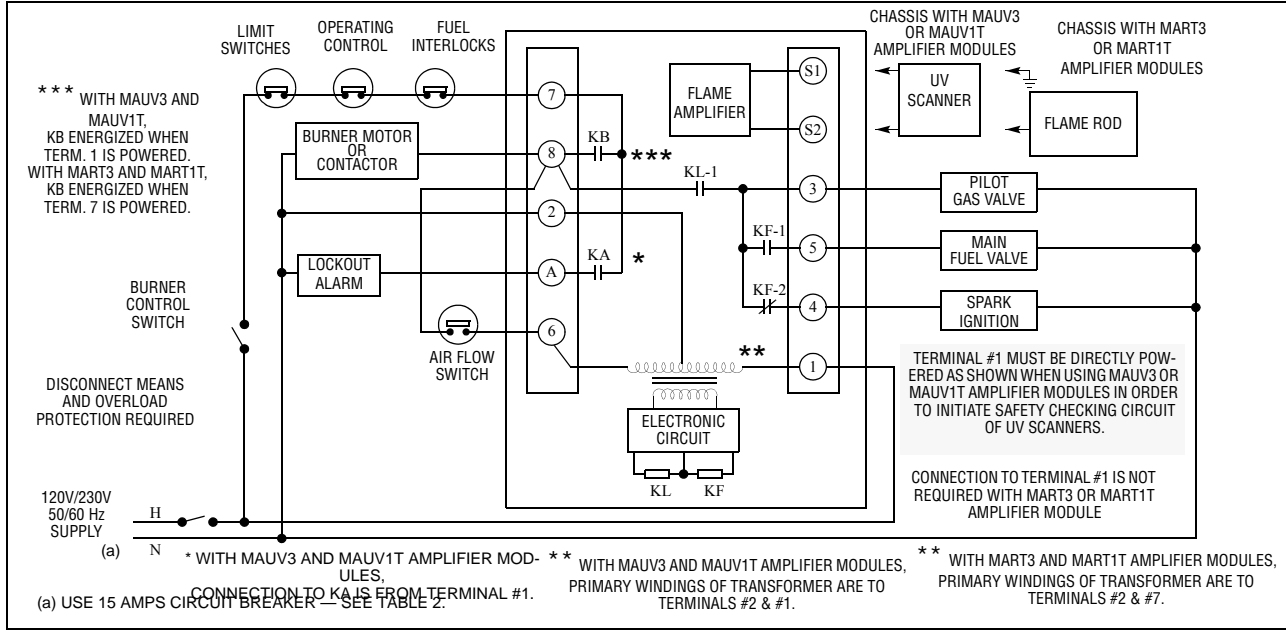 LIMIT
SWITCHES
OPERATING
CONTROL
FUEL
INTERLOCKS
CHASSIS WITH MAUV3
OR MAUV1T
AMPLIFIER MODULES
CHASSIS WITH MART3
OR MART1T
AMPLIFIER MODULES
*** WITH MAUV3 AND
MAUV1T,
KB ENERGIZED WHEN
TERM. 1 IS POWERED.
WITH MART3 AND MART1T,
KB ENERGIZED WHEN
TERM. 7 IS POWERED.
7
FLAME
AMPLIFIER
S1
S2
UV
SCANNER
FLAME ROD
BURNER MOTOR
OR
CONTACTOR
8
KB
***
KL-1
3
PILOT
GAS VALVE
2
KF-1
5
MAIN
FUEL VALVE
LOCKOUT
ALARM
A
KA
*
KF-2
4
SPARK
IGNITION
BURNER
CONTROL
SWITCH
6
AIR FLOW
SWITCH
**
1
TERMINAL #1 MUST BE DIRECTLY POW-
ERED AS SHOWN WHEN USING MAUV3 OR
MAUV1T AMPLIFIER MODULES IN ORDER
TO INITIATE SAFETY CHECKING CIRCUIT
OF UV SCANNERS.
DISCONNECT MEANS
AND OVERLOAD
PROTECTION REQUIRED
ELECTRONIC
CIRCUIT
KL
KF
CONNECTION TO TERMINAL #1 IS NOT
REQUIRED WITH MART3 OR MART1T
AMPLIFIER MODULE
120V/230V
50/60 Hz
SUPPLY
(a)
H
N
* WITH MAUV3 AND MAUV1T AMPLIFIER MOD-
ULES,
CONNECTION TO KA IS FROM TERMINAL #1.
** WITH MAUV3 AND MAUV1T AMPLIFIER MODULES,
PRIMARY WINDINGS OF TRANSFORMER ARE TO
TERMINALS #2 & #1.
** WITH MART3 AND MART1T AMPLIFIER MODULES,
PRIMARY WINDINGS OF TRANSFORMER ARE TO
TERMINALS #2 & #7.
(a) USE 15 AMPS CIRCUIT BREAKER — SEE TABLE 2.